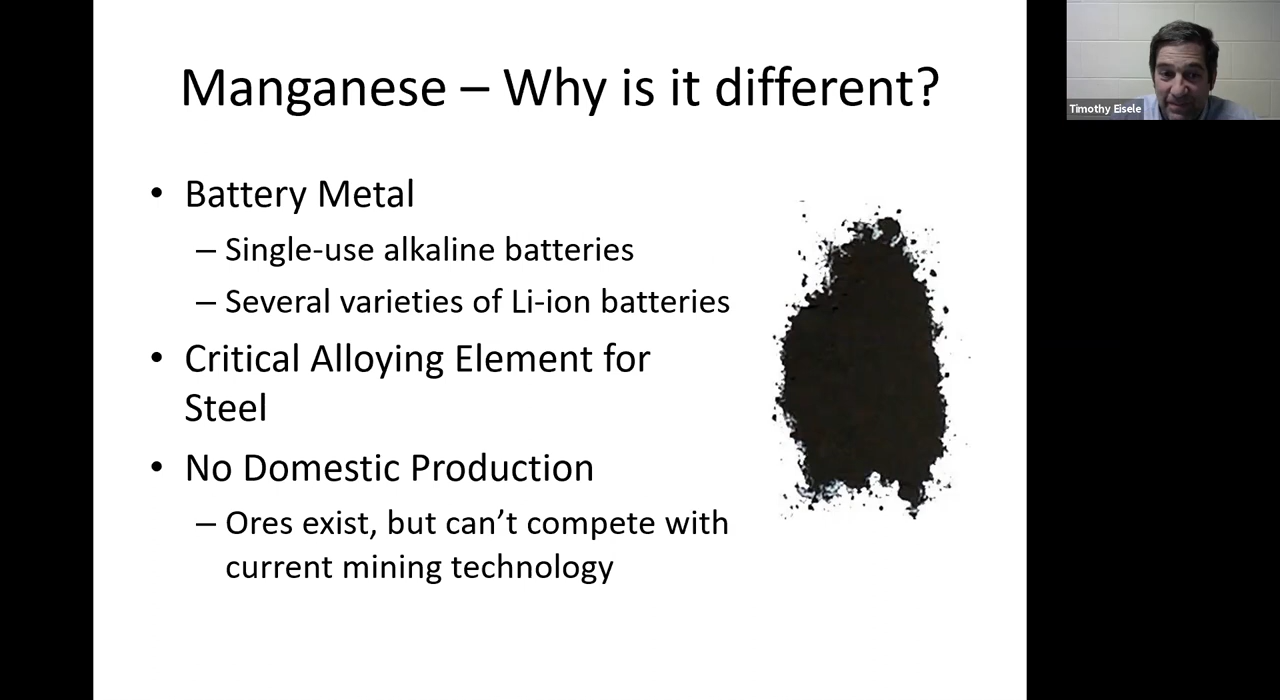 Manganese – Why is it different?
• Battery Metal
– Single-use alkaline batteries
– Several varieties of Li-ion batteries
• Critical Alloying Element for
Steel
• No Domestic Production
– Ores exist, but can’t compete with
current mining technology
Timothy Eisele